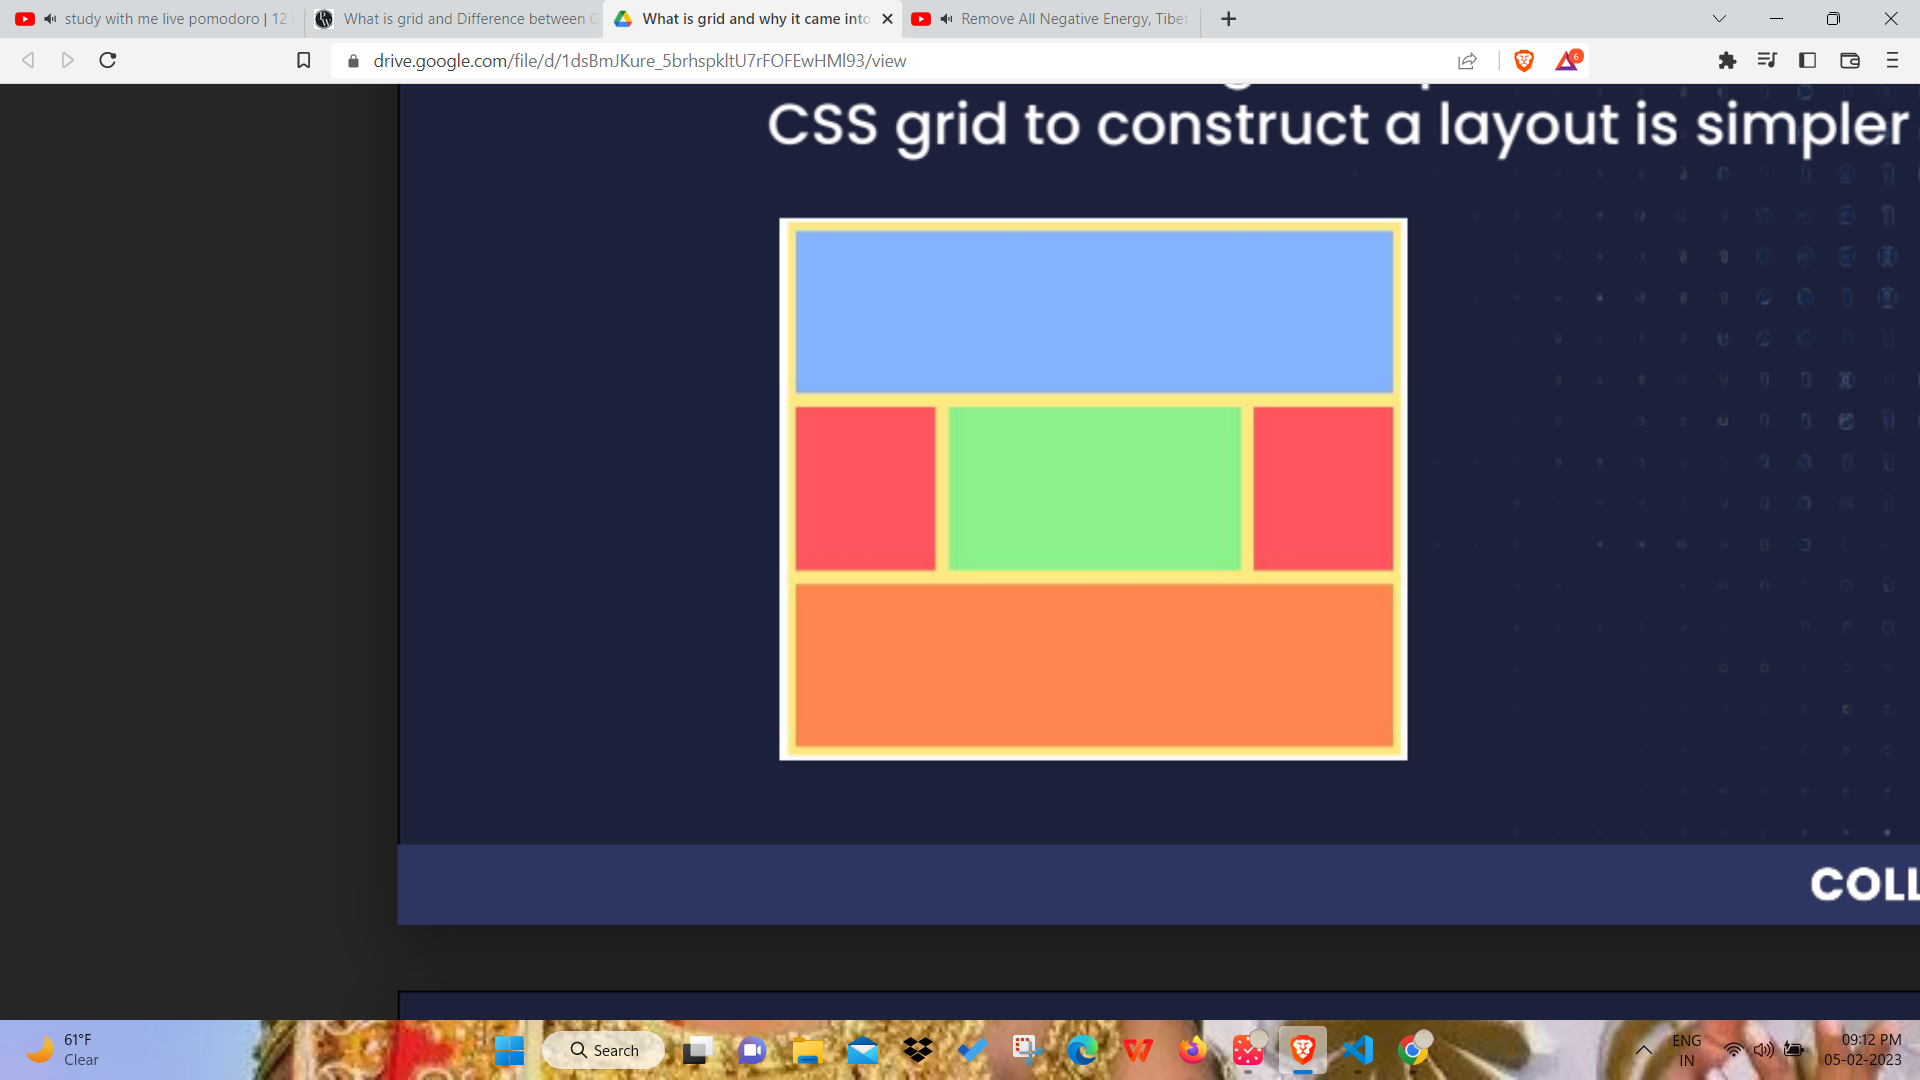 study with me live pomodoro | 12
What is grid and Difference between
What is grid and why it came into
Remove All Negative Energy, Tibet
drive.google.com/file/d/1dsBmJKure_5brhspkltU7rFOFEwHMl93/view
6
CSS grid to construct a layout is simpler
COLL
61°F
Clear
Search
ENG
IN
09:12 PM
05-02-2023